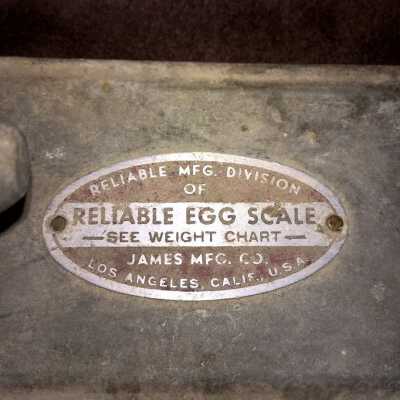 RELIABLE MFG. DIVISION
OF
RELIABLE EGG SCALE
—SEE WEIGHT CHART—
JAMES MFG. CO.
LOS ANGELES, CALIF., U.S.A.